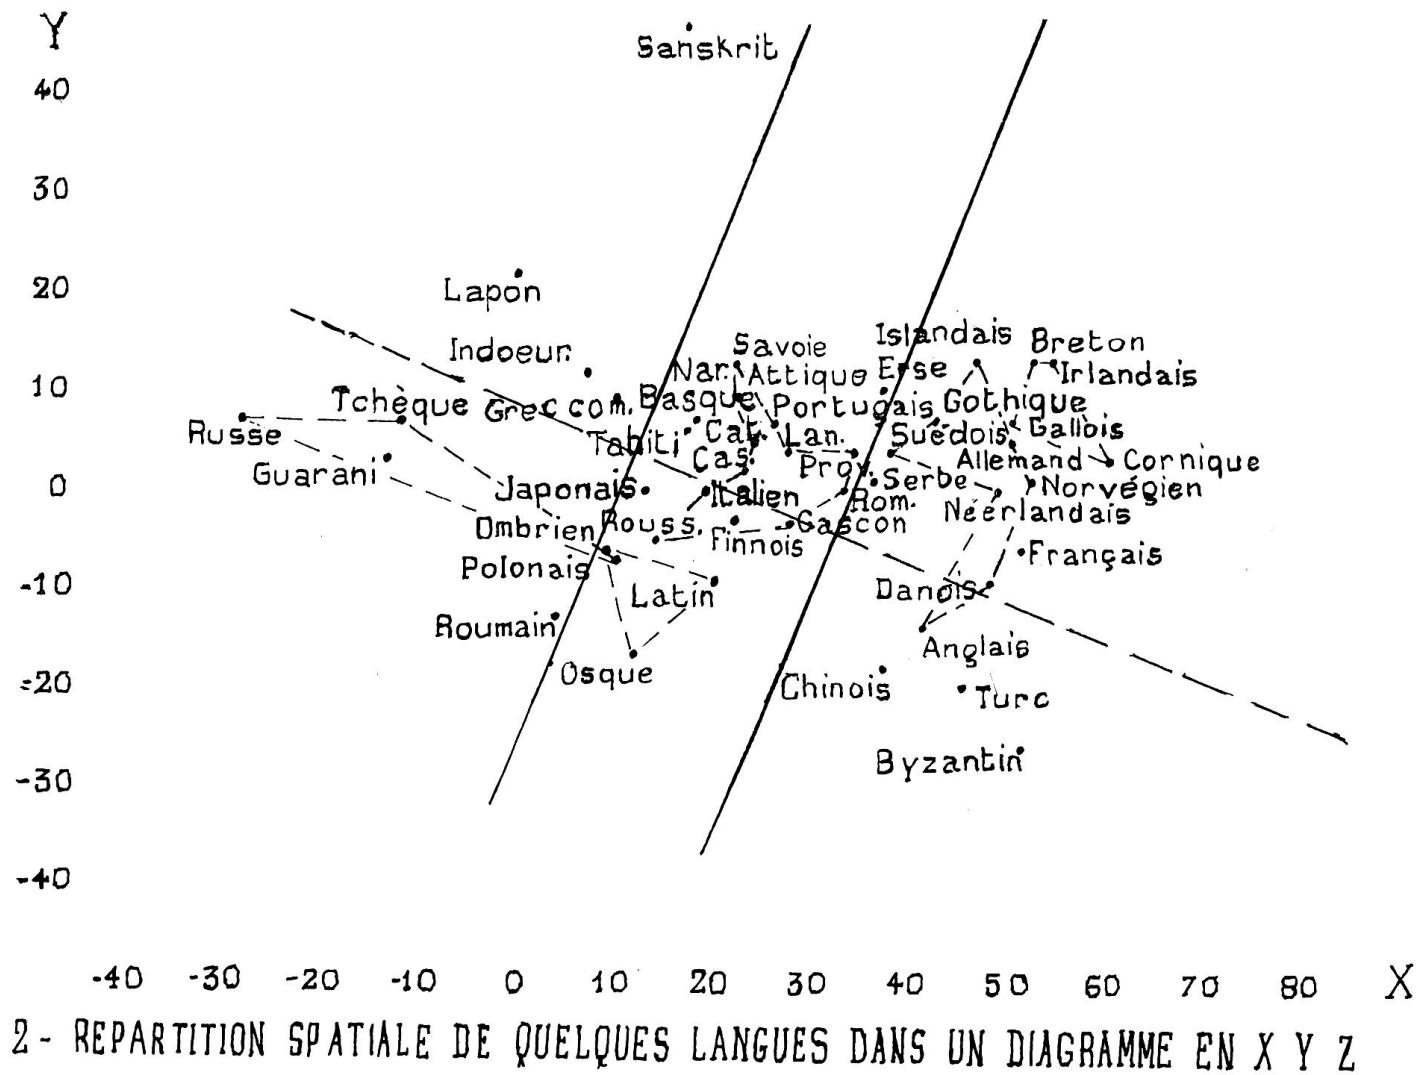 Y
Sanskrit
40
30
20
Lapon
Indoeur.
Savoie
Islandais
Breton
10
Nar.
Attique
Erse
Irlandais
Tchèque
Grec com.
Basque
Portugais
Gothique
Russe
Tahiti
Cat.
Lan.
Suédois
Gallois
Guarani
Cas.
Prov.
Allemand
Cornique
0
Japonais
Italien
Rom.
Serbe
Norvégien
Ombrien
Rouss.
Finnois
Gascon
Néerlandais
Polonais
Français
-10
Latin
Danois
Roumain
Anglais
-20
Osque
Chinois
Turc
-30
Byzantin
-40
-40 -30 -20 -10 0 10 20 30 40 50 60 70 80 X
2 - REPARTITION SPATIALE DE QUELQUES LANGUES DANS UN DIAGRAMME EN X Y Z